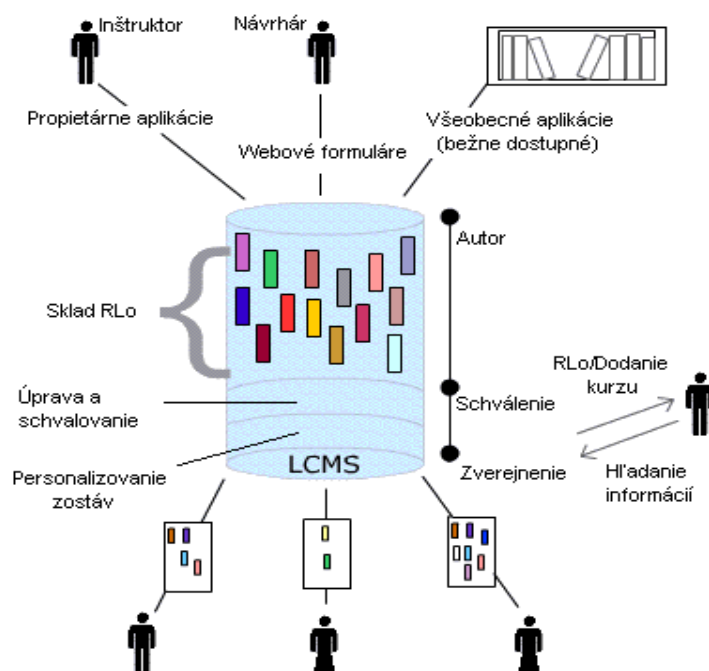 Inštruktor
Návrhár
Propietárne aplikácie
Webové formuláre
Všeobecné aplikácie
(bežne dostupné)
Autor
Sklad RLo
RLo/Dodanie
kurzu
Úprava a
schvalovanie
Schválenie
Personalizovanie
zostáv
LCMS
Zverejnenie
Hľadanie
informácií